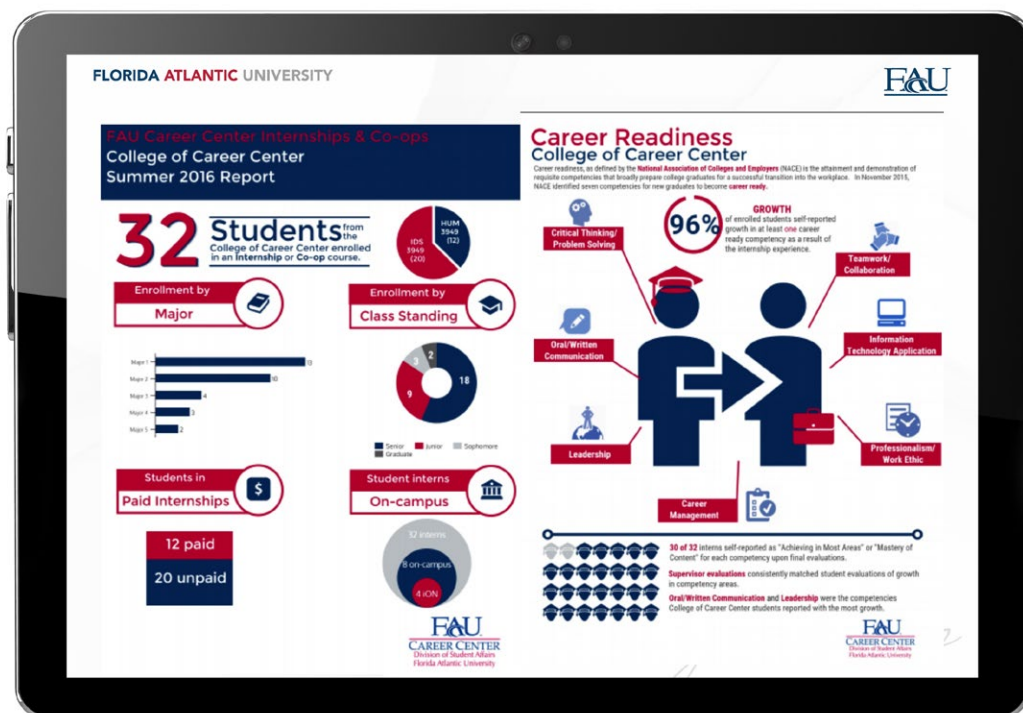 FLORIDA ATLANTIC UNIVERSITY
FAU
FAU Career Center Internships & Co-ops
College of Career Center
Summer 2016 Report
32 Students from the
College of Career Center enrolled
in an Internship or Co-op course.
HUM
3949
(12)
IDS
3949
(20)
Enrollment by
Major
Enrollment by
Class Standing
Major 1 13
Major 2 10
Major 3 4
Major 4 3
Major 5 2
2
3
18
9
Senior Junior Sophomore
Graduate
Students in
Paid Internships
$
Student interns
On-campus
12 paid
20 unpaid
32 interns
8 on-campus
4 iON
FAU
CAREER CENTER
Division of Student Affairs
Florida Atlantic University
Career Readiness
College of Career Center
Career readiness, as defined by the National Association of Colleges and Employers (NACE) is the attainment and demonstration of
requisite competencies that broadly prepare college graduates for a successful transition into the workplace. In November 2015,
NACE identified seven competencies for new graduates to become career ready.
96%
GROWTH
of enrolled students self-reported
growth in at least one career
ready competency as a result of
the internship experience.
Critical Thinking/
Problem Solving
Teamwork/
Collaboration
Oral/Written
Communication
Information
Technology Application
Leadership
Professionalism/
Work Ethic
Career
Management
30 of 32 interns self-reported as "Achieving in Most Areas" or "Mastery of
Content" for each competency upon final evaluations.
Supervisor evaluations consistently matched student evaluations of growth
in competency areas.
Oral/Written Communication and Leadership were the competencies
College of Career Center students reported with the most growth.
FAU
CAREER CENTER
Division of Student Affairs
Florida Atlantic University
2